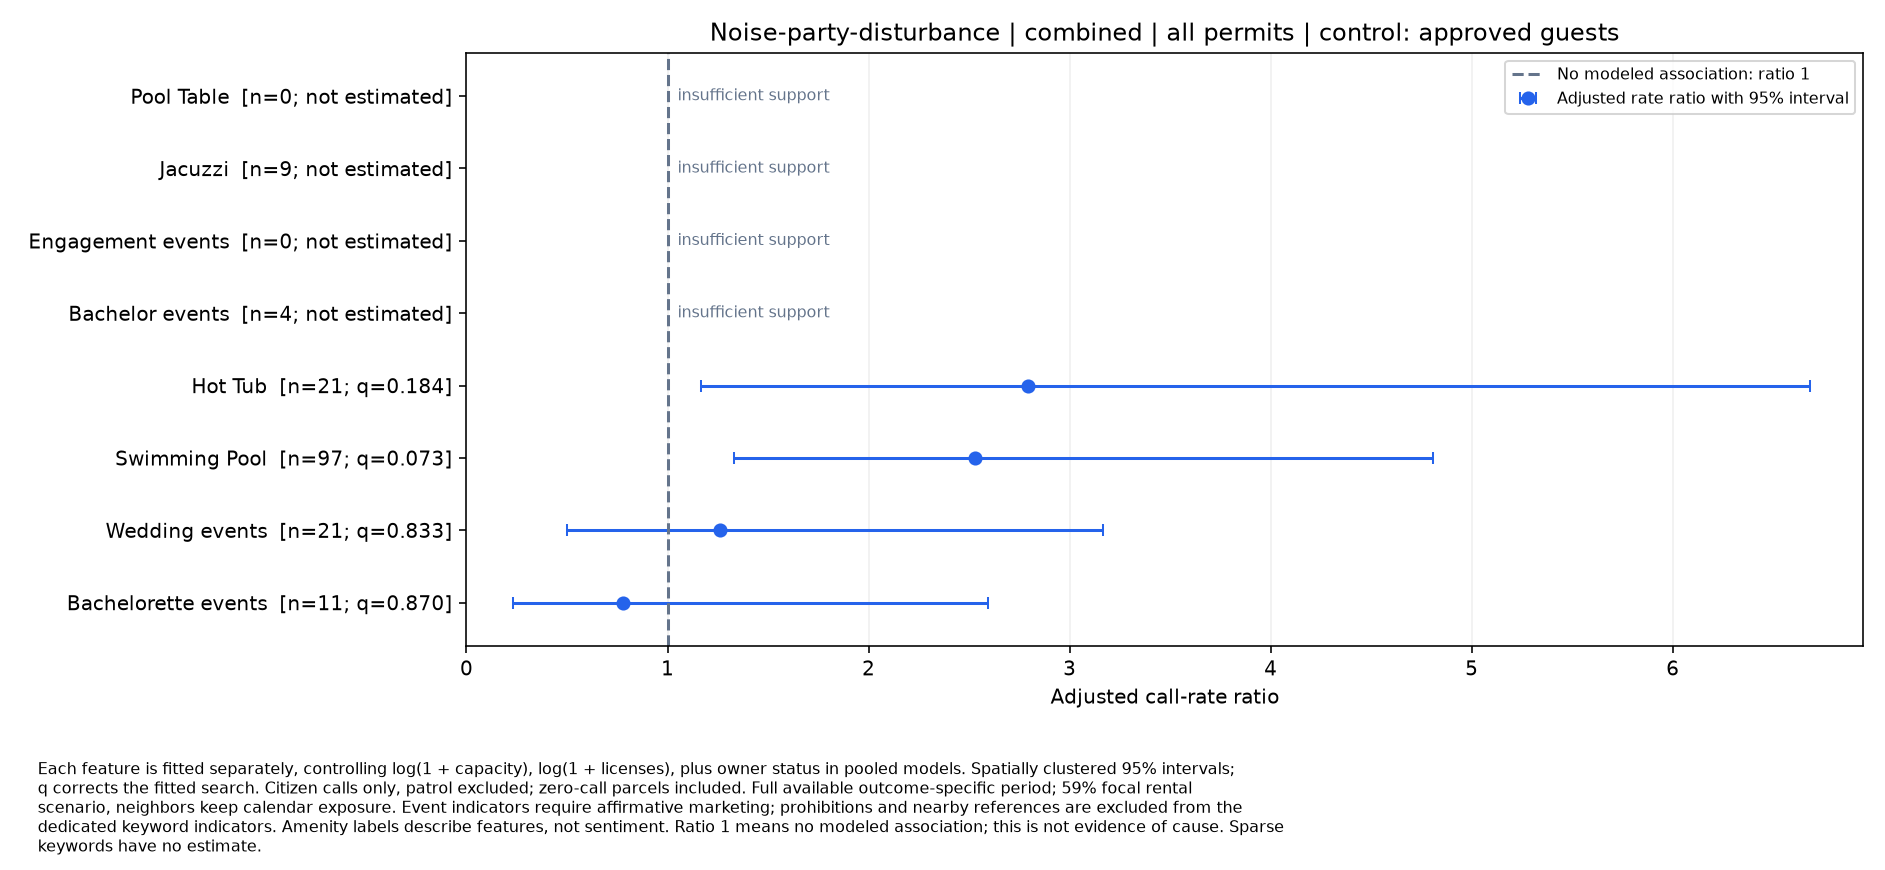 Noise-party-disturbance | combined | all permits | control: approved guests
No modeled association: ratio 1
Adjusted rate ratio with 95% interval
Pool Table [n=0; not estimated]
insufficient support
Jacuzzi [n=9; not estimated]
insufficient support
Engagement events [n=0; not estimated]
insufficient support
Bachelor events [n=4; not estimated]
insufficient support
Hot Tub [n=21; q=0.184]
Swimming Pool [n=97; q=0.073]
Wedding events [n=21; q=0.833]
Bachelorette events [n=11; q=0.870]
0 1 2 3 4 5 6
Adjusted call-rate ratio
Each feature is fitted separately, controlling log(1 + capacity), log(1 + licenses), plus owner status in pooled models. Spatially clustered 95% intervals;
q corrects the fitted search. Citizen calls only, patrol excluded; zero-call parcels included. Full available outcome-specific period; 59% focal rental
scenario, neighbors keep calendar exposure. Event indicators require affirmative marketing; prohibitions and nearby references are excluded from the
dedicated keyword indicators. Amenity labels describe features, not sentiment. Ratio 1 means no modeled association; this is not evidence of cause. Sparse
keywords have no estimate.